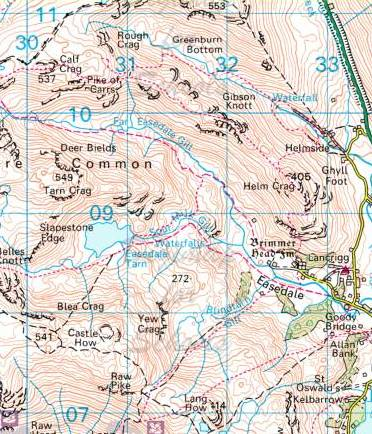 11
553
Rough
Crag
Greenburn
Bottom
30
Calf
Crag
31
32
33
537
Pike of
Carrs
Gibson
Knott
Waterfall
10
Far Easedale Gill
Helmside
Deer Bields
Common
Ghyll
Foot
549
Tarn Crag
Helm Crag
405
09
Slapestone
Edge
Sour Milk Gill
Waterfalls
Easedale
Tarn
Brimmer
Head Fm
Lancrigg
272
Easedale
Blea Crag
Blindtarn
Gill
Goody
Bridge
541
Castle
How
Yew
Crag
Allan
Bank
Raw
Pike
St
Oswald's
Kelbarrow
07
Lang
How
414
Raw